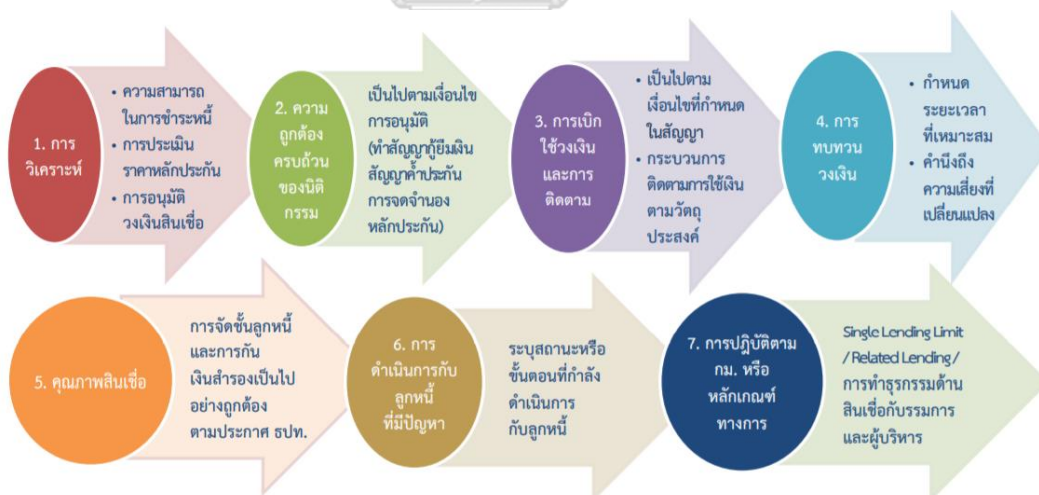 1. การ
วิเคราะห์
• ความสามารถ
ในการชำระหนี้
• การประเมิน
ราคาหลักประกัน
• การอนุมัติ
วงเงินสินเชื่อ
2. ความ
ถูกต้อง
ครบถ้วน
ของนิติ
กรรม
เป็นไปตามเงื่อนไข
การอนุมัติ
(ทำสัญญากู้ยืมเงิน
สัญญาค้ำประกัน
การจดจำนอง
หลักประกัน)
3. การเบิก
ใช้วงเงิน
และการ
ติดตาม
• เป็นไปตาม
เงื่อนไขที่กำหนด
ในสัญญา
• กระบวนการ
ติดตามการใช้เงิน
ตามวัตถุ
ประสงค์
4. การ
ทบทวน
วงเงิน
• กำหนด
ระยะเวลา
ที่เหมาะสม
• คำนึงถึง
ความเสี่ยงที่
เปลี่ยนแปลง
5. คุณภาพสินเชื่อ
การจัดชั้นลูกหนี้
และการกัน
เงินสำรองเป็นไป
อย่างถูกต้อง
ตามประกาศ ธปท.
6. การ
ดำเนินการกับ
ลูกหนี้
ที่มีปัญหา
ระบุสถานะหรือ
ขั้นตอนที่กำลัง
ดำเนินการ
กับลูกหนี้
7. การปฏิบัติตาม
กม. หรือ
หลักเกณฑ์
ทางการ
Single Lending Limit
/ Related Lending /
การทำธุรกรรมด้าน
สินเชื่อกับรรมการ
และผู้บริหาร